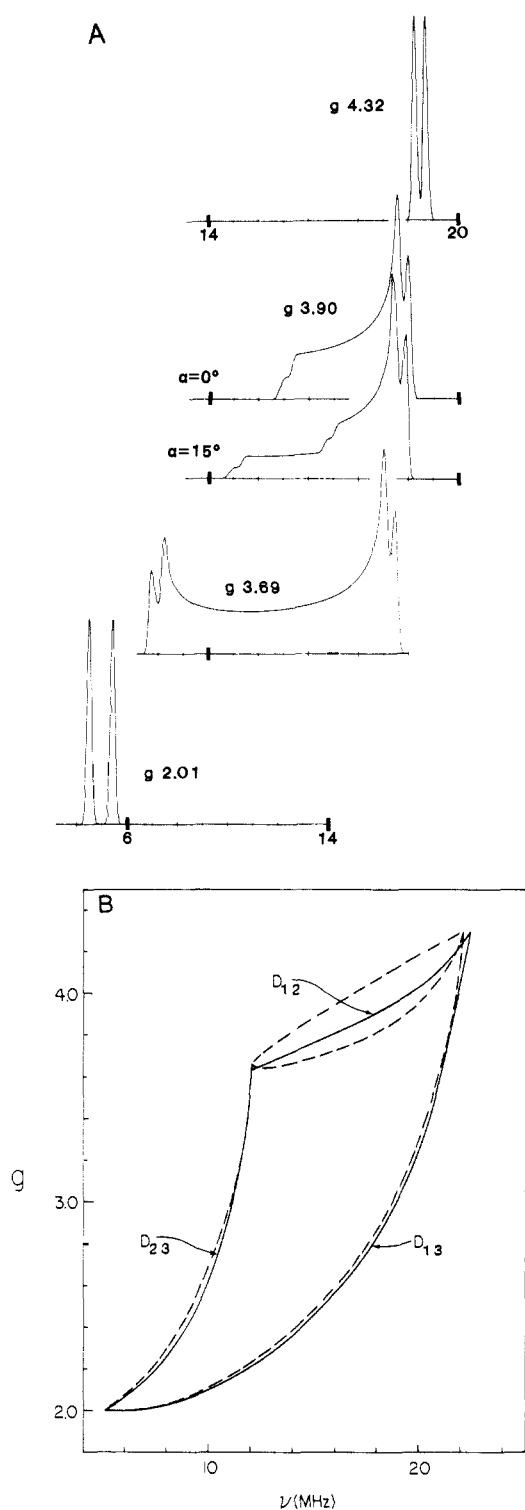 A
g 4.32
14
20
g 3.90
α=0°
α=15°
g 3.69
g 2.01
6
14
B
4.0
D12
3.0
g
D23
D13
2.0
10
20
ν(MHz)